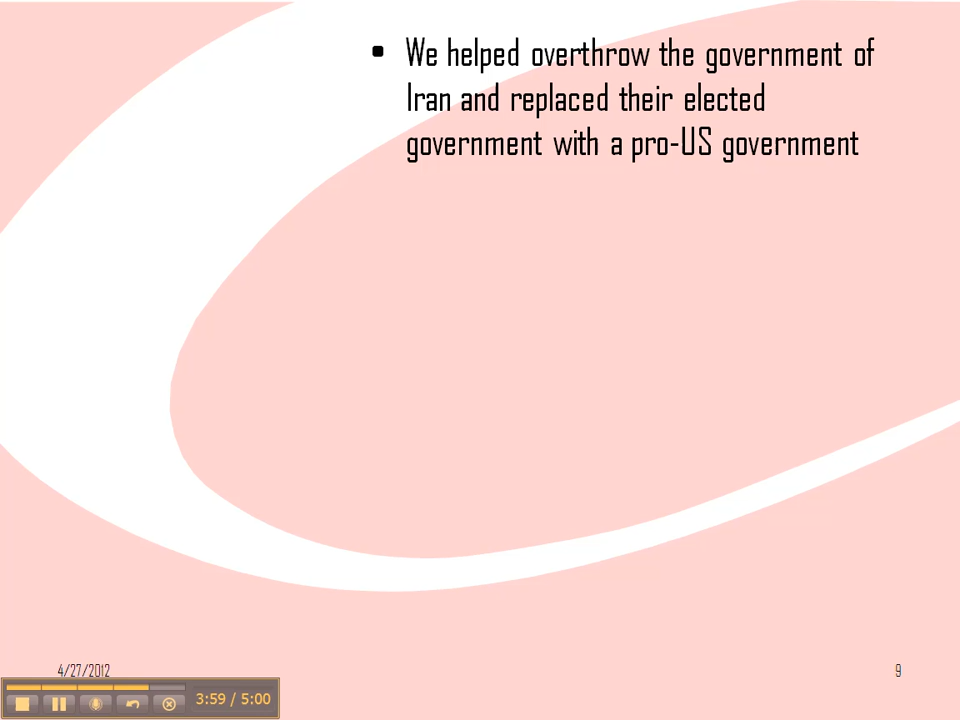 • We helped overthrow the government of
Iran and replaced their elected
government with a pro-US government
4/27/2012
9
3:59 / 5:00